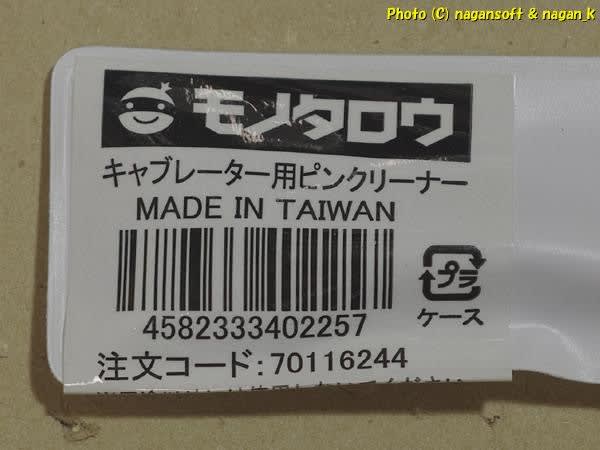 Photo (C) nagansoft & nagan_k
モノタロウ
キャブレーター用ピンクリーナー
MADE IN TAIWAN
4582333402257
プラ
ケース
注文コード:70116244